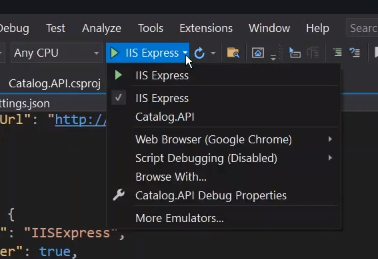 Debug Test Analyze Tools Extensions Window Help
Any CPU IIS Express
Catalog.API.csproj
ttings.json
IIS Express
Url": "http://
IIS Express
Catalog.API
Web Browser (Google Chrome)
Script Debugging (Disabled)
Browse With...
Catalog.API Debug Properties
{
": "IISExpress",
er": true,
More Emulators...